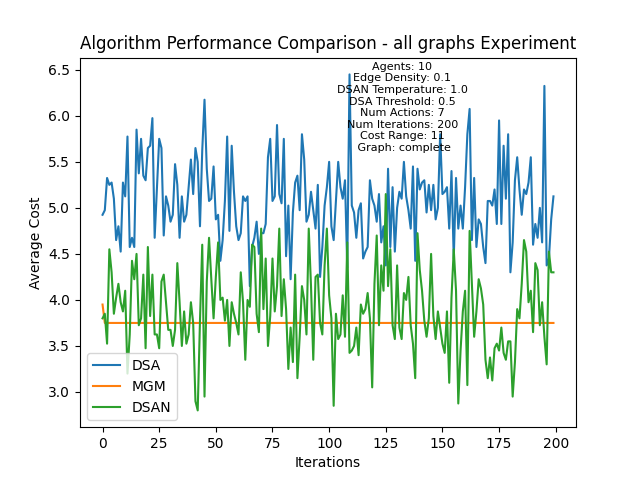 Algorithm Performance Comparison - all graphs Experiment
Agents: 10
Edge Density: 0.1
DSAN Temperature: 1.0
DSA Threshold: 0.5
Num Actions: 7
Num Iterations: 200
Cost Range: 11
Graph: complete
6.5
6.0
5.5
5.0
4.5
4.0
3.5
3.0
Average Cost
DSA
MGM
DSAN
0 25 50 75 100 125 150 175 200
Iterations